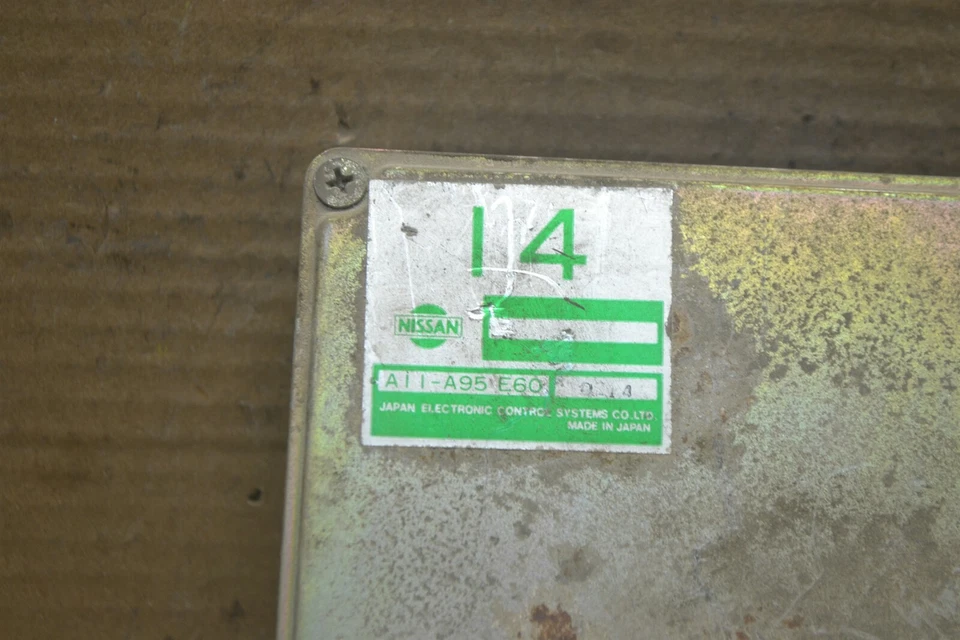 14
NISSAN
A11-A95 E60
JAPAN ELECTRONIC CONTROL SYSTEMS CO.LTD.
MADE IN JAPAN